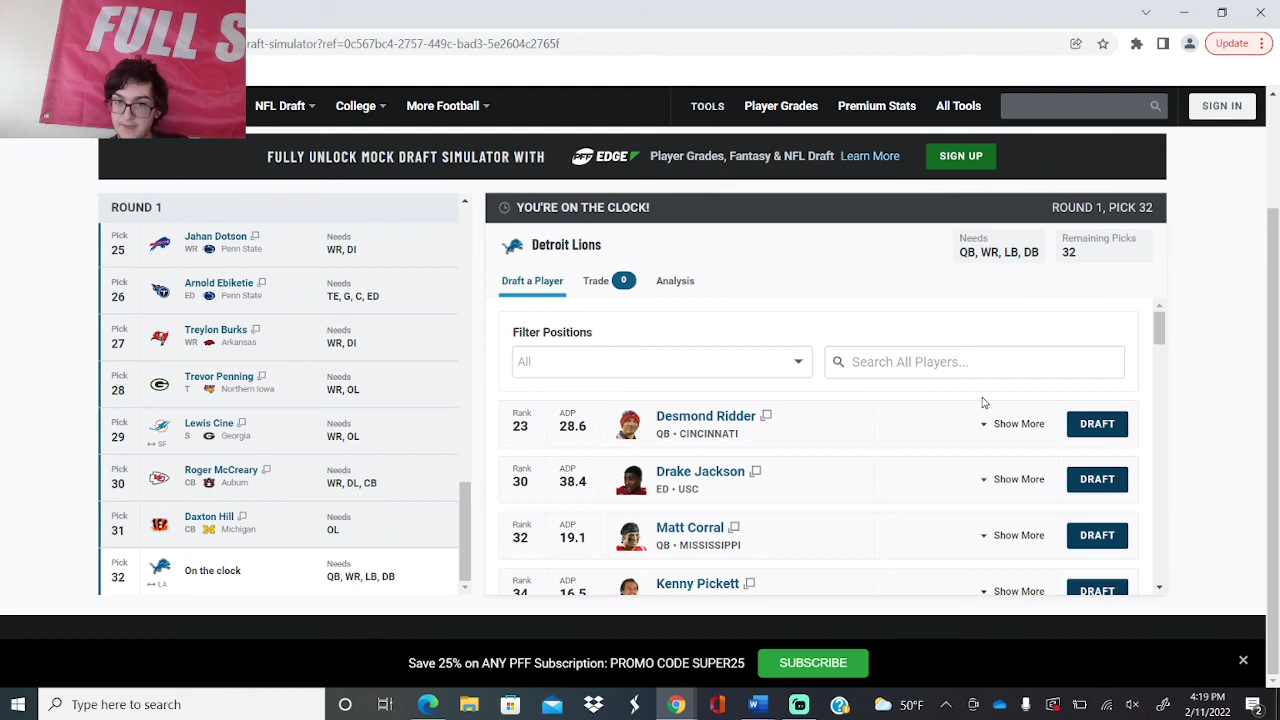 FULL S
raft-simulator?ref=0c567bc4-2757-449c-bad3-5e2604c2765f
Update
NFL Draft
College
More Football
TOOLS
Player Grades
Premium Stats
All Tools
SIGN IN
FULLY UNLOCK MOCK DRAFT SIMULATOR WITH PFF EDGE Player Grades, Fantasy & NFL Draft Learn More
SIGN UP
ROUND 1
Pick 25
Jahan Dotson
WR Penn State
Needs
WR, DI
Pick 26
Arnold Ebiketie
ED Penn State
Needs
TE, G, C, ED
Pick 27
Treylon Burks
WR Arkansas
Needs
WR, DI
Pick 28
Trevor Penning
T Northern Iowa
Needs
WR, OL
Pick 29
↔ SF
Lewis Cine
S Georgia
Needs
WR, OL
Pick 30
Roger McCreary
CB Auburn
Needs
WR, DL, CB
Pick 31
Daxton Hill
CB Michigan
Needs
OL
Pick 32
↔ LA
On the clock
Needs
QB, WR, LB, DB
YOU'RE ON THE CLOCK!
ROUND 1, PICK 32
Detroit Lions
Needs
QB, WR, LB, DB
Remaining Picks
32
Draft a Player
Trade 0
Analysis
Filter Positions
All
Search All Players...
Rank 23
ADP 28.6
Desmond Ridder
QB • CINCINNATI
Show More
DRAFT
Rank 30
ADP 38.4
Drake Jackson
ED • USC
Show More
DRAFT
Rank 32
ADP 19.1
Matt Corral
QB • MISSISSIPPI
Show More
DRAFT
Rank 34
ADP 16.5
Kenny Pickett
Show More
DRAFT
Save 25% on ANY PFF Subscription: PROMO CODE SUPER25
SUBSCRIBE
Type here to search
50°F
4:19 PM
2/11/2022
2